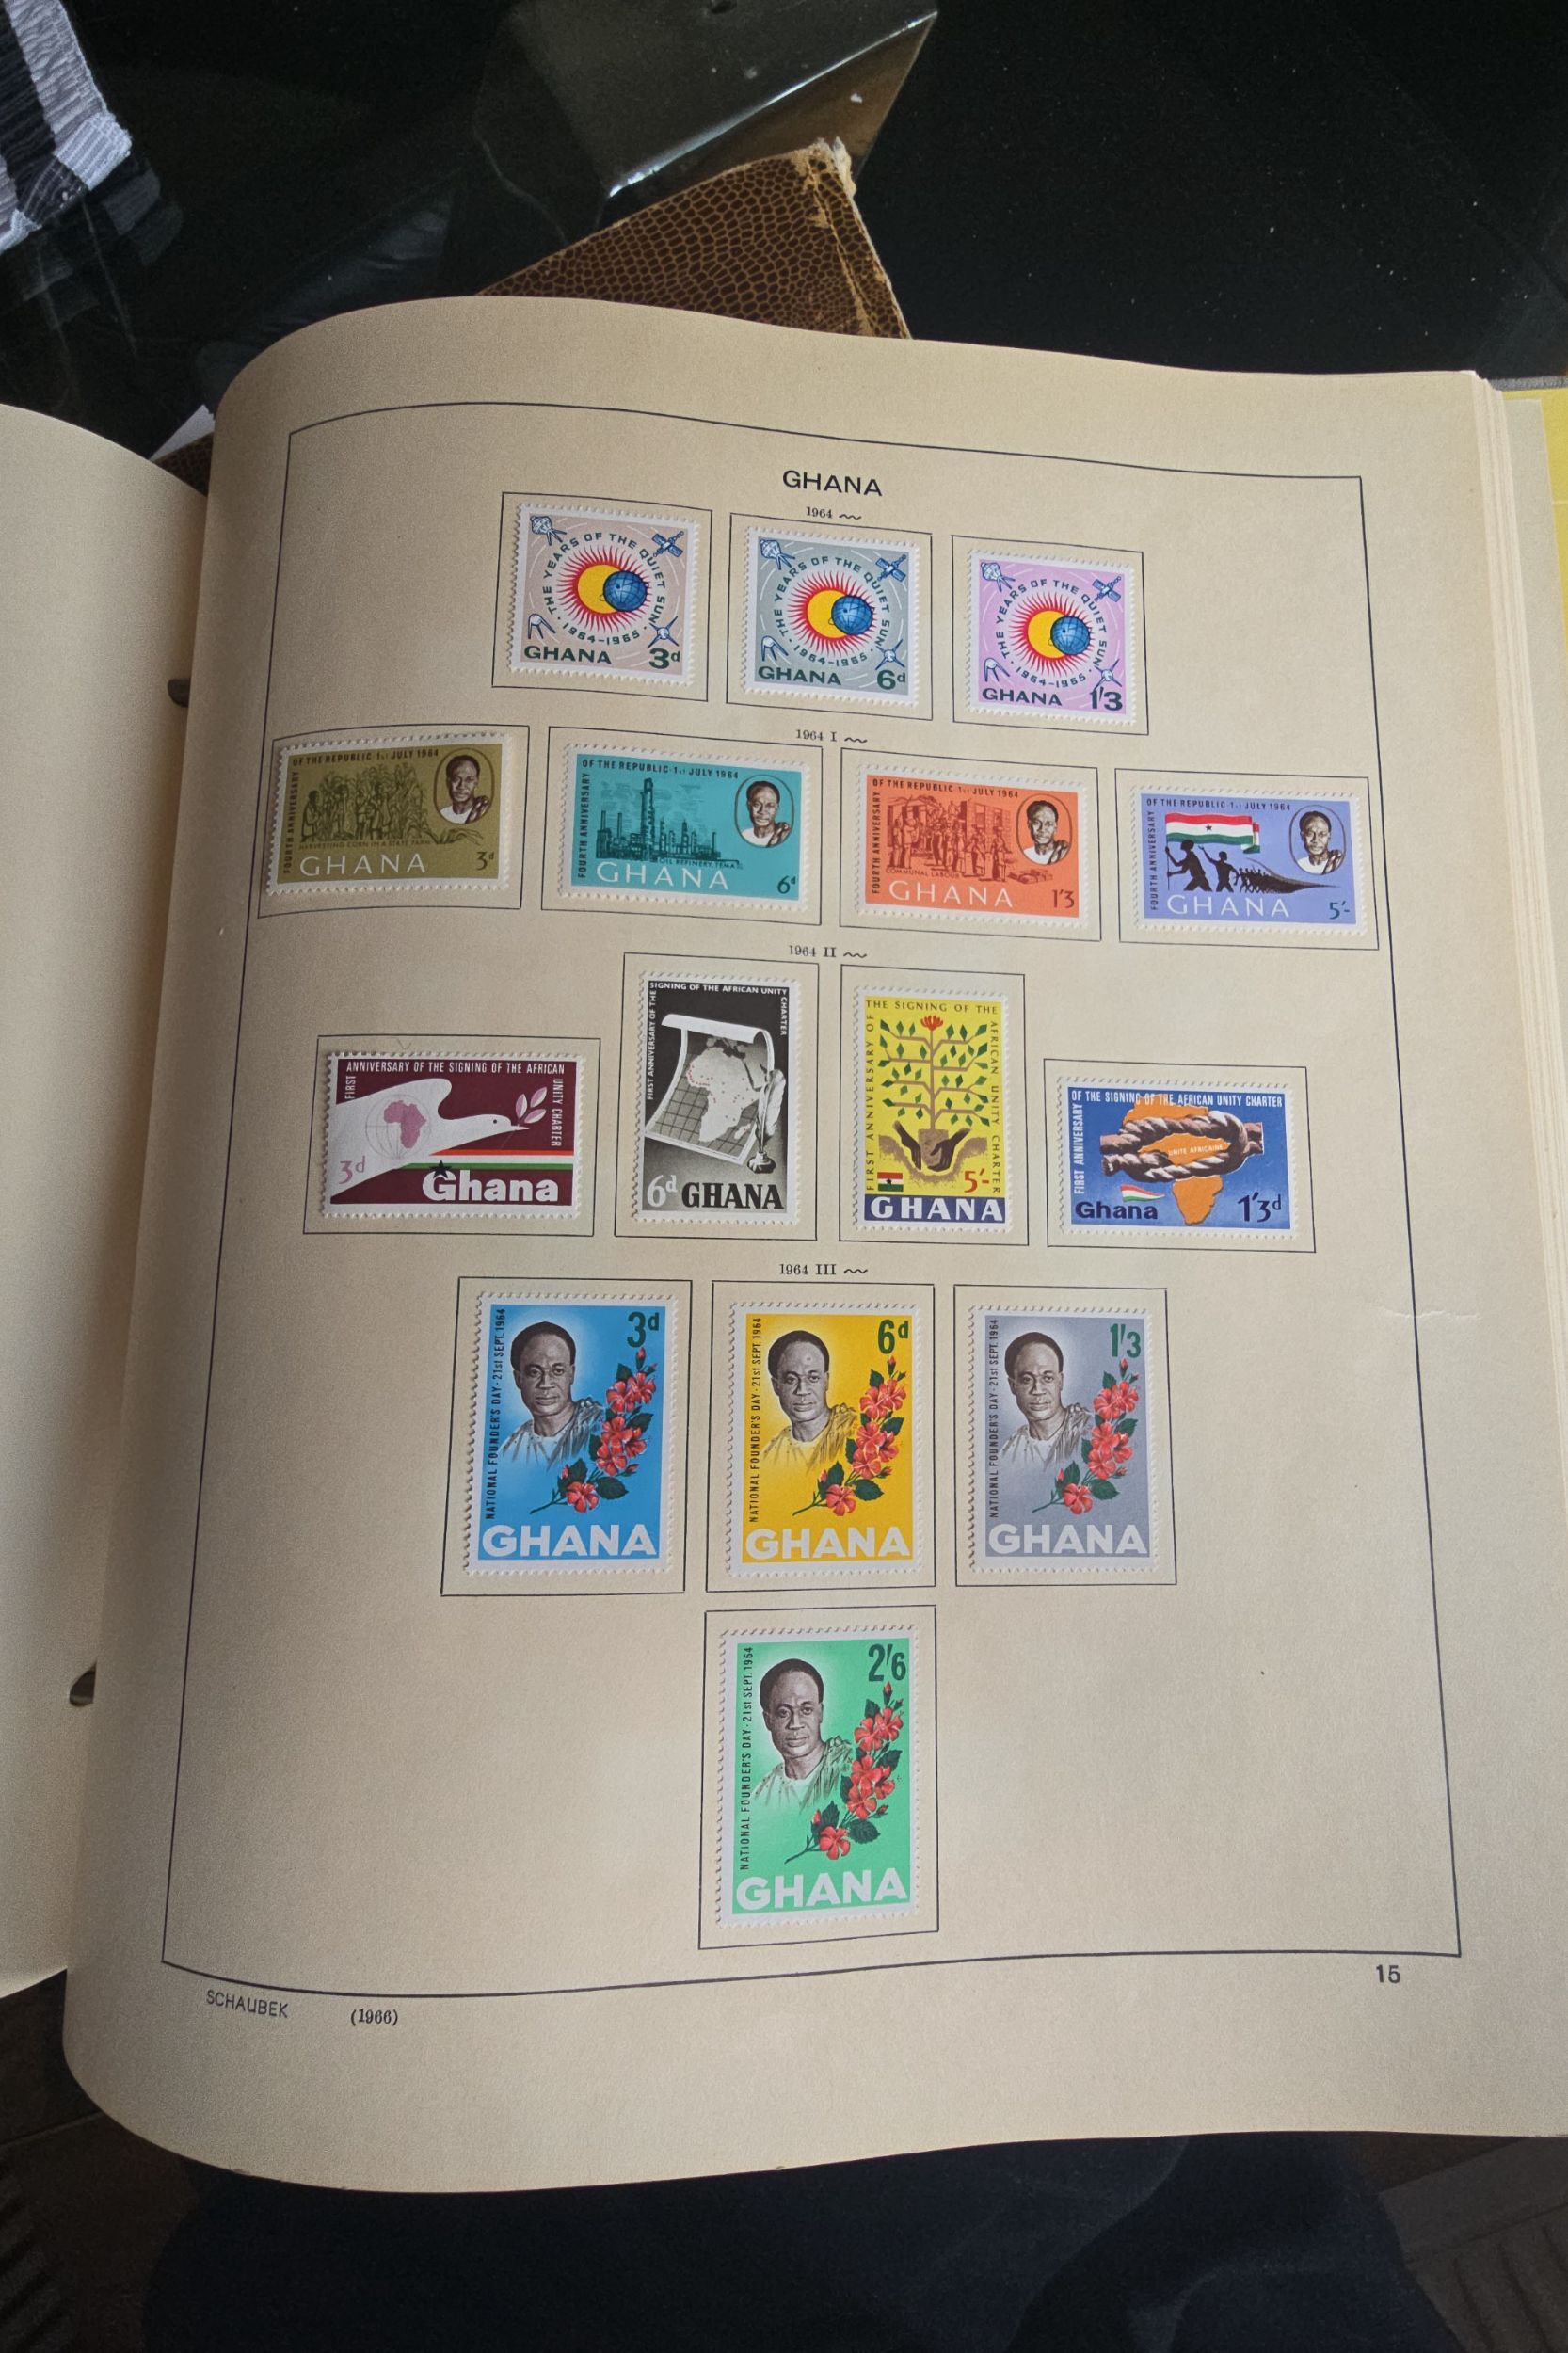 GHANA
1964
THE YEARS OF THE QUIET SUN · 1964-1965 ·
GHANA 3d
THE YEARS OF THE QUIET SUN · 1964-1965 ·
GHANA 6d
THE YEARS OF THE QUIET SUN · 1964-1965 ·
GHANA 1'3
1964 I
FOURTH ANNIVERSARY OF THE REPUBLIC·1st JULY 1964
HARVESTING CORN IN A STATE FARM
GHANA 3d
FOURTH ANNIVERSARY OF THE REPUBLIC·1st JULY 1964
OIL REFINERY, TEMA
GHANA 6d
FOURTH ANNIVERSARY OF THE REPUBLIC·1st JULY 1964
COMMUNAL LABOUR
GHANA 1'3
FOURTH ANNIVERSARY OF THE REPUBLIC·1st JULY 1964
GHANA 5'-
1964 II
FIRST ANNIVERSARY OF THE SIGNING OF THE AFRICAN UNITY CHARTER
3d Ghana
FIRST ANNIVERSARY OF THE SIGNING OF THE AFRICAN UNITY CHARTER
6d GHANA
FIRST ANNIVERSARY OF THE SIGNING OF THE AFRICAN UNITY CHARTER
5'-
GHANA
FIRST ANNIVERSARY OF THE SIGNING OF THE AFRICAN UNITY CHARTER
UNITE AFRICAINE
Ghana 1'3d
1964 III
NATIONAL FOUNDER'S DAY · 21st SEPT. 1964
3d
GHANA
NATIONAL FOUNDER'S DAY · 21st SEPT. 1964
6d
GHANA
NATIONAL FOUNDER'S DAY · 21st SEPT. 1964
1'3
GHANA
NATIONAL FOUNDER'S DAY · 21st SEPT. 1964
2'6
GHANA
15
SCHAUBEK (1966)